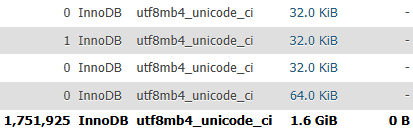 0 InnoDB utf8mb4_unicode_ci 32.0 KiB -
1 InnoDB utf8mb4_unicode_ci 32.0 KiB -
0 InnoDB utf8mb4_unicode_ci 32.0 KiB -
0 InnoDB utf8mb4_unicode_ci 64.0 KiB -
1,751,925 InnoDB utf8mb4_unicode_ci 1.6 GiB 0 B